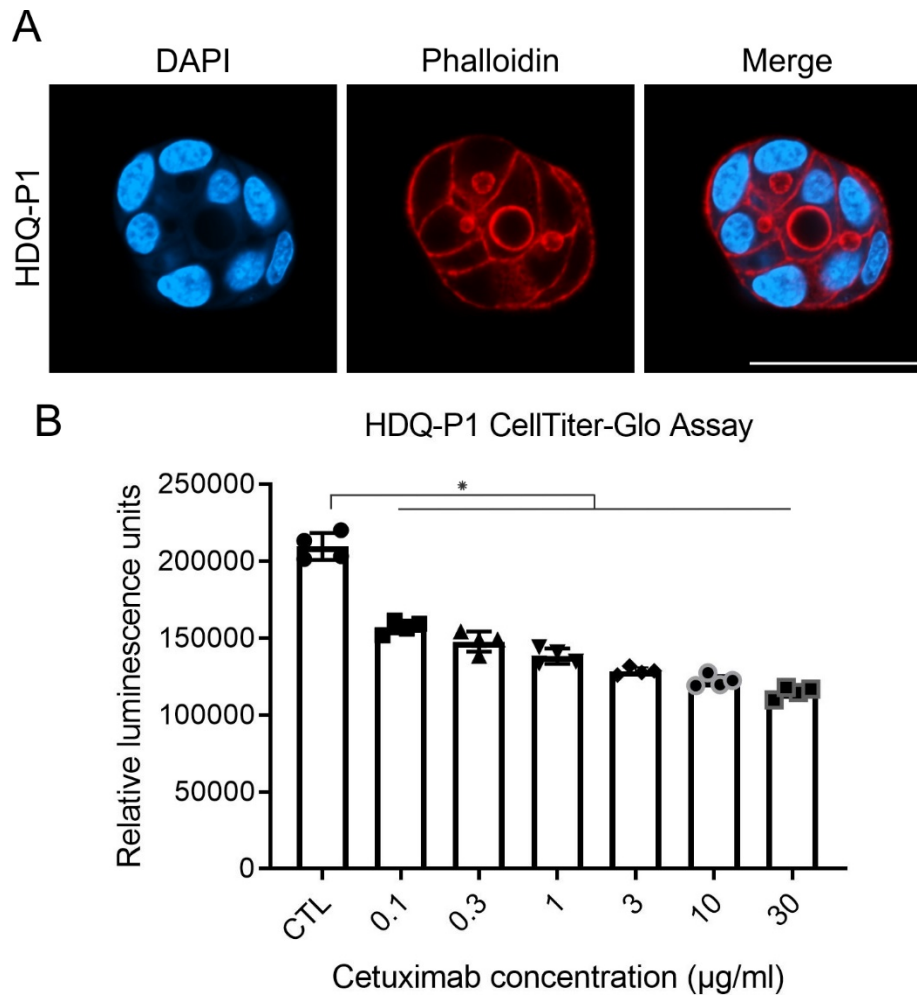 A
DAPI Phalloidin Merge
HDQ-P1
B
HDQ-P1 CellTiter-Glo Assay
Relative luminescence units
250000
200000
150000
100000
50000
0
*
CTL 0.1 0.3 1 3 10 30
Cetuximab concentration (µg/ml)